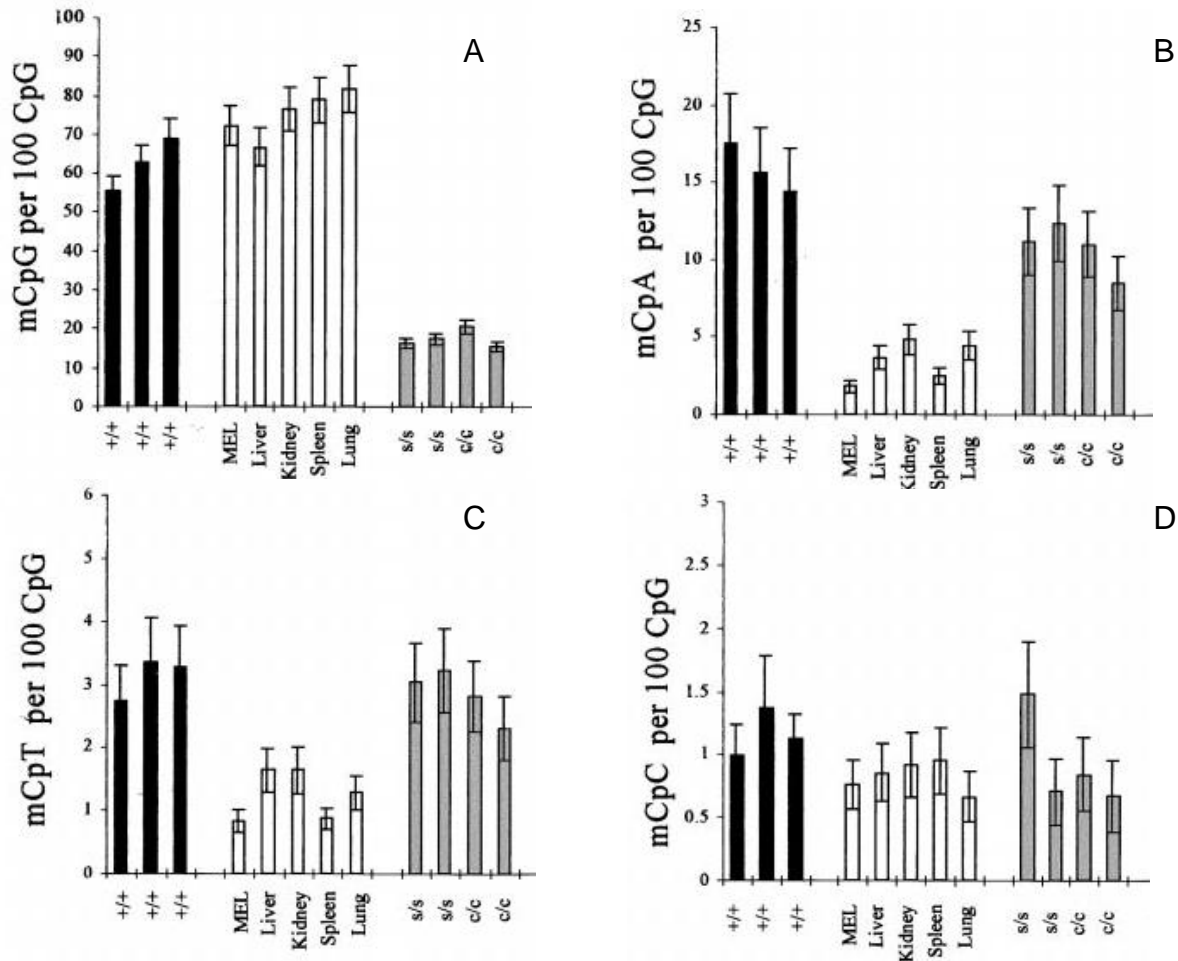 A
mCpG per 100 CpG
100
90
80
70
60
50
40
30
20
10
0
+/+ +/+ +/+ MEL Liver Kidney Spleen Lung s/s s/s c/c c/c
B
mCpA per 100 CpG
25
20
15
10
5
0
+/+ +/+ +/+ MEL Liver Kidney Spleen Lung s/s s/s c/c c/c
C
mCpT per 100 CpG
6
5
4
3
2
1
0
+/+ +/+ +/+ MEL Liver Kidney Spleen Lung s/s s/s c/c c/c
D
mCpC per 100 CpG
3
2.5
2
1.5
1
0.5
0
+/+ +/+ +/+ MEL Liver Kidney Spleen Lung s/s s/s c/c c/c